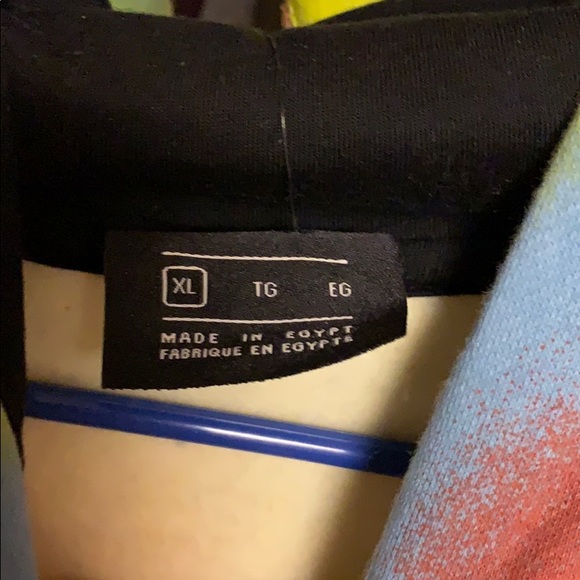 XL TG EG
MADE IN EGYPT
FABRIQUE EN EGYPTE